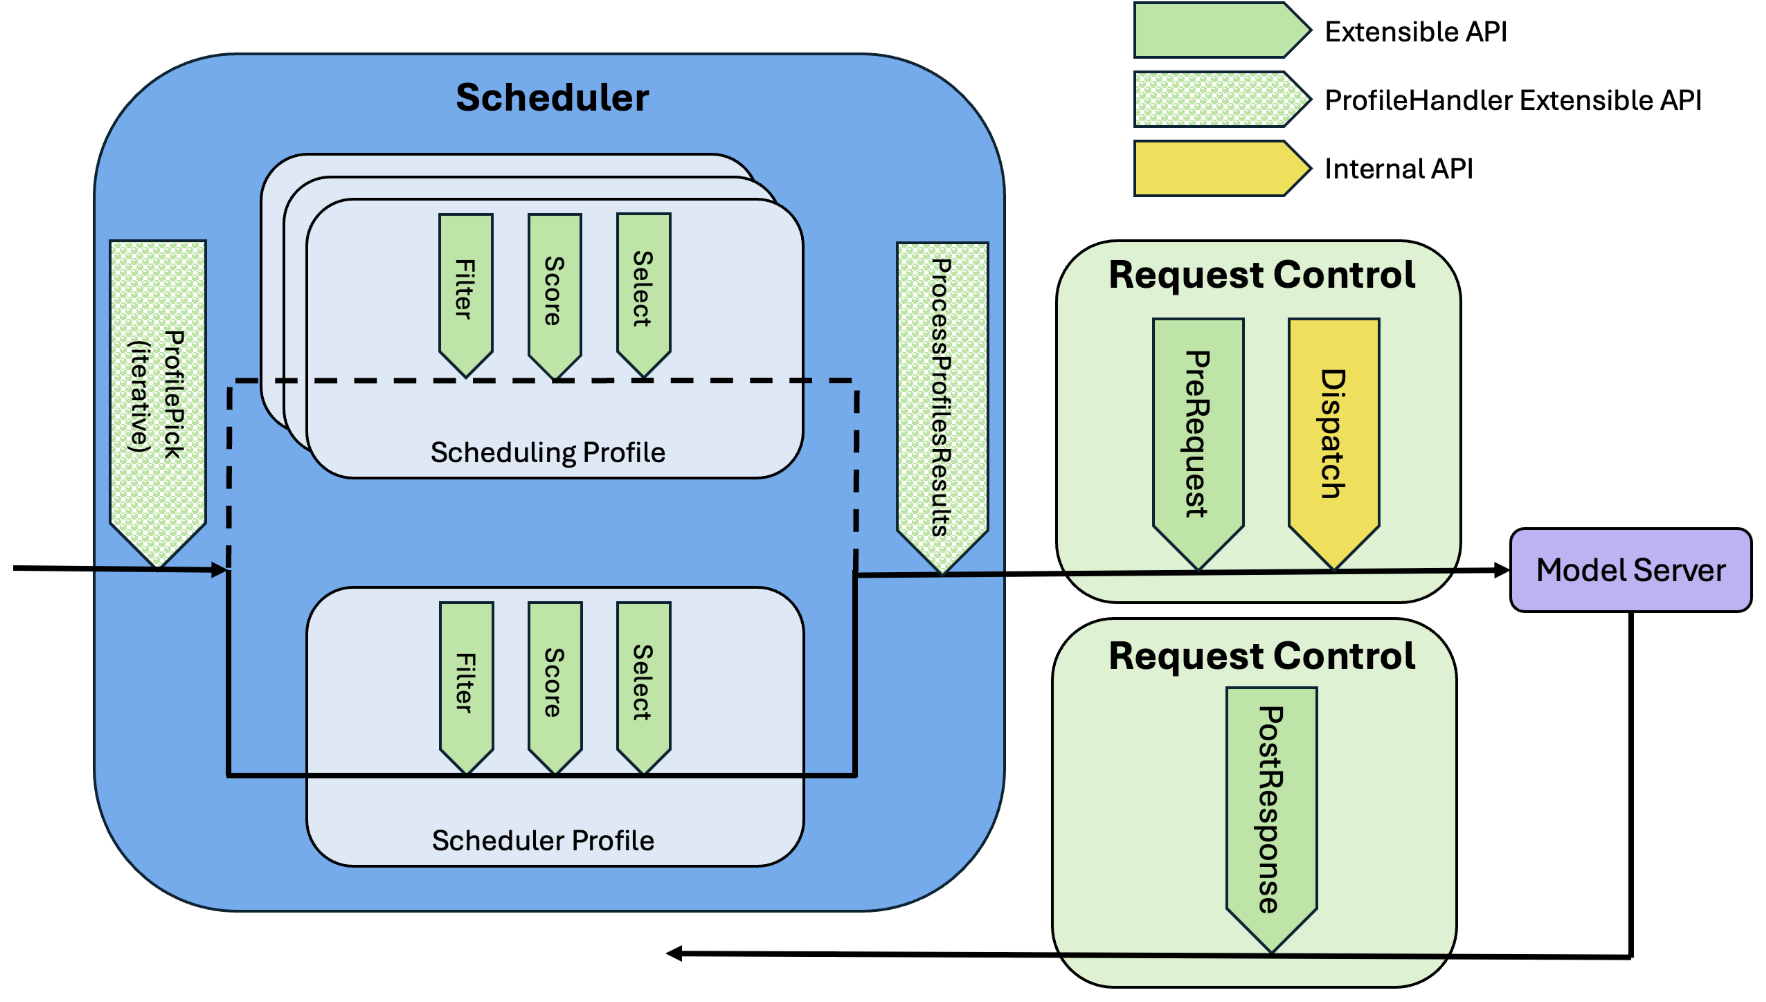 Extensible API
ProfileHandler Extensible API
Internal API
Scheduler
ProfilePick
(iterative)
Filter
Score
Select
Scheduling Profile
Filter
Score
Select
Scheduler Profile
ProcessProfilesResults
Request Control
PreRequest
Dispatch
Model Server
Request Control
PostResponse